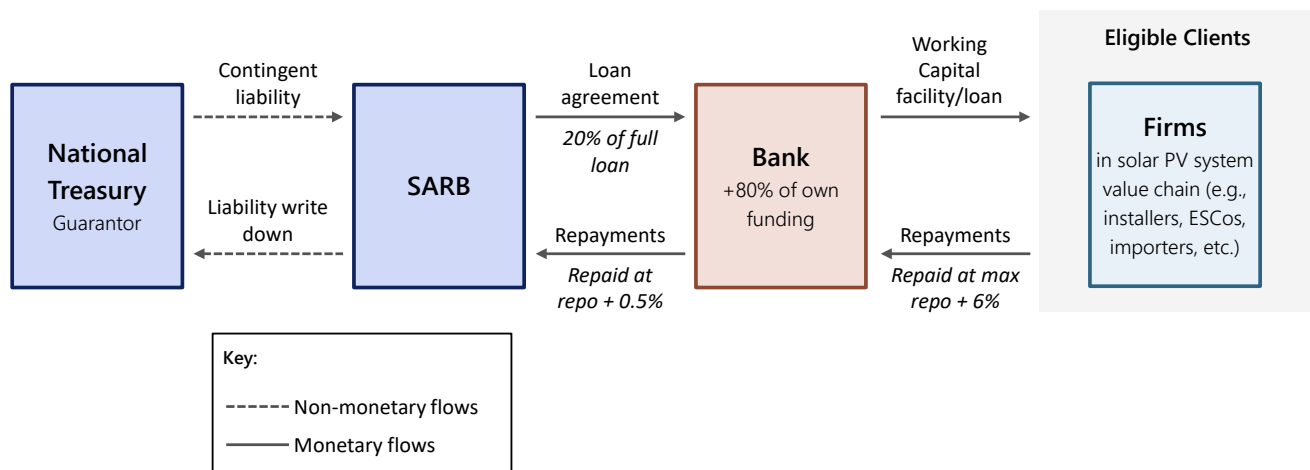 National
Treasury
Guarantor
Contingent
liability
Liability write
down
SARB
Loan
agreement
20% of full
loan
Repayments
Repaid at
repo + 0.5%
Bank
+80% of own
funding
Working
Capital
facility/loan
Repayments
Repaid at max
repo + 6%
Eligible Clients
Firms
in solar PV system
value chain (e.g.,
installers, ESCos,
importers, etc.)
Key:
Non-monetary flows
Monetary flows